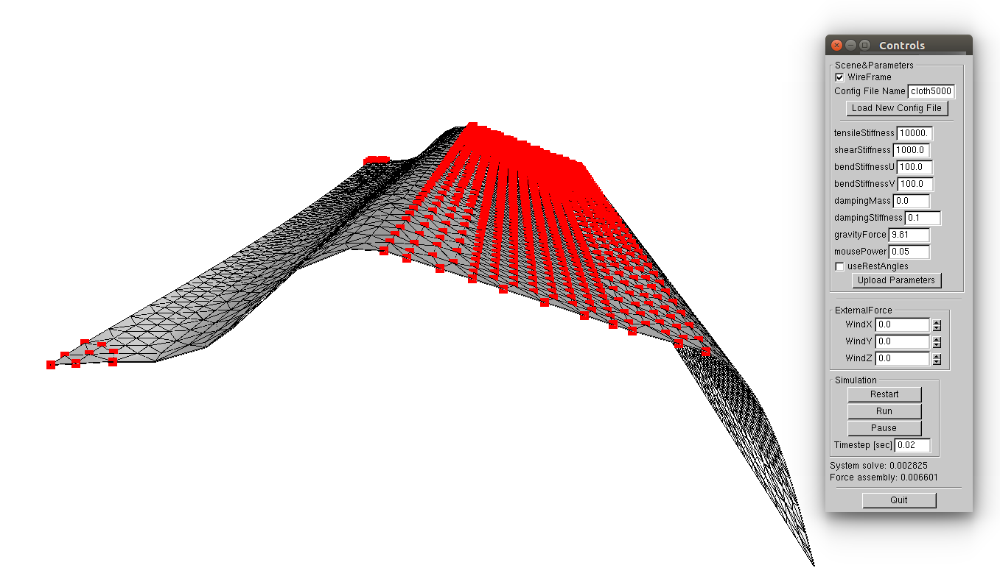 Controls
Scene&Parameters
WireFrame
Config File Name cloth5000
Load New Config File
tensileStiffness 10000.
shearStiffness 1000.0
bendStiffnessU 100.0
bendStiffnessV 100.0
dampingMass 0.0
dampingStiffness 0.1
gravityForce 9.81
mousePower 0.05
useRestAngles
Upload Parameters
ExternalForce
WindX 0.0
WindY 0.0
WindZ 0.0
Simulation
Restart
Run
Pause
Timestep [sec] 0.02
System solve: 0.002825
Force assembly: 0.006601
Quit